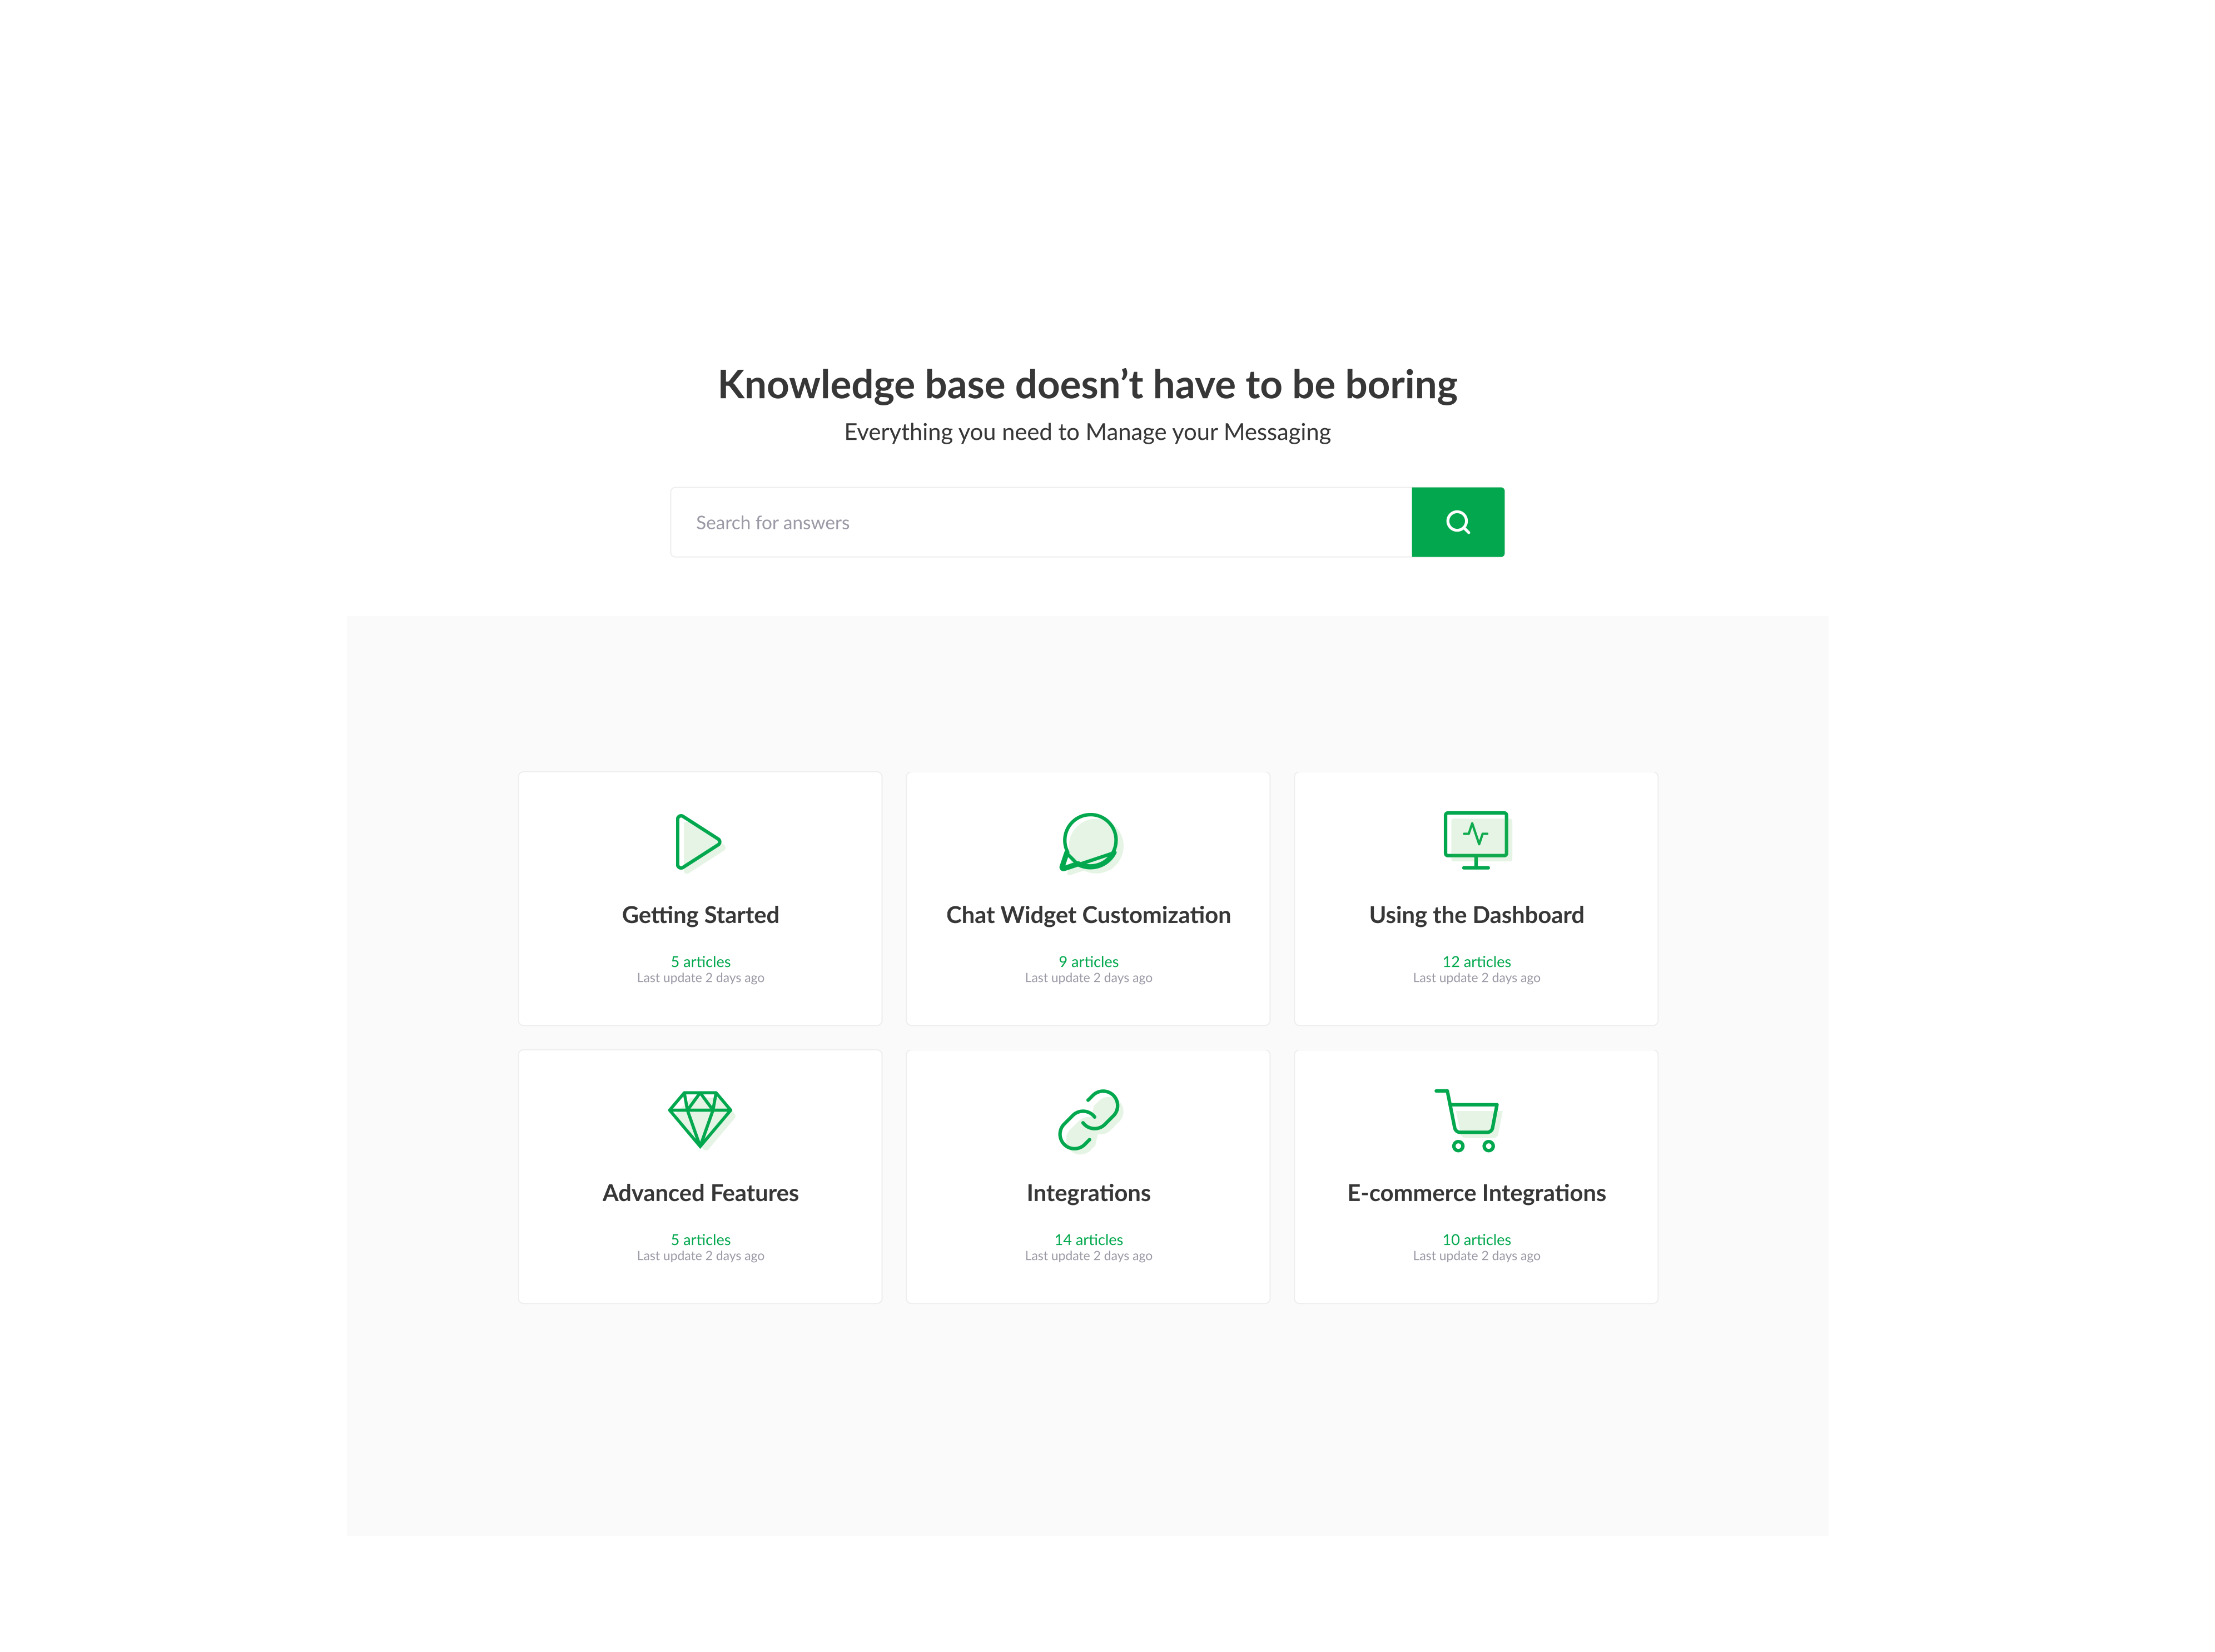 Knowledge base doesn’t have to be boring
Everything you need to Manage your Messaging
Search for answers
Getting Started
5 articles
Last update 2 days ago
Chat Widget Customization
9 articles
Last update 2 days ago
Using the Dashboard
12 articles
Last update 2 days ago
Advanced Features
5 articles
Last update 2 days ago
Integrations
14 articles
Last update 2 days ago
E-commerce Integrations
10 articles
Last update 2 days ago